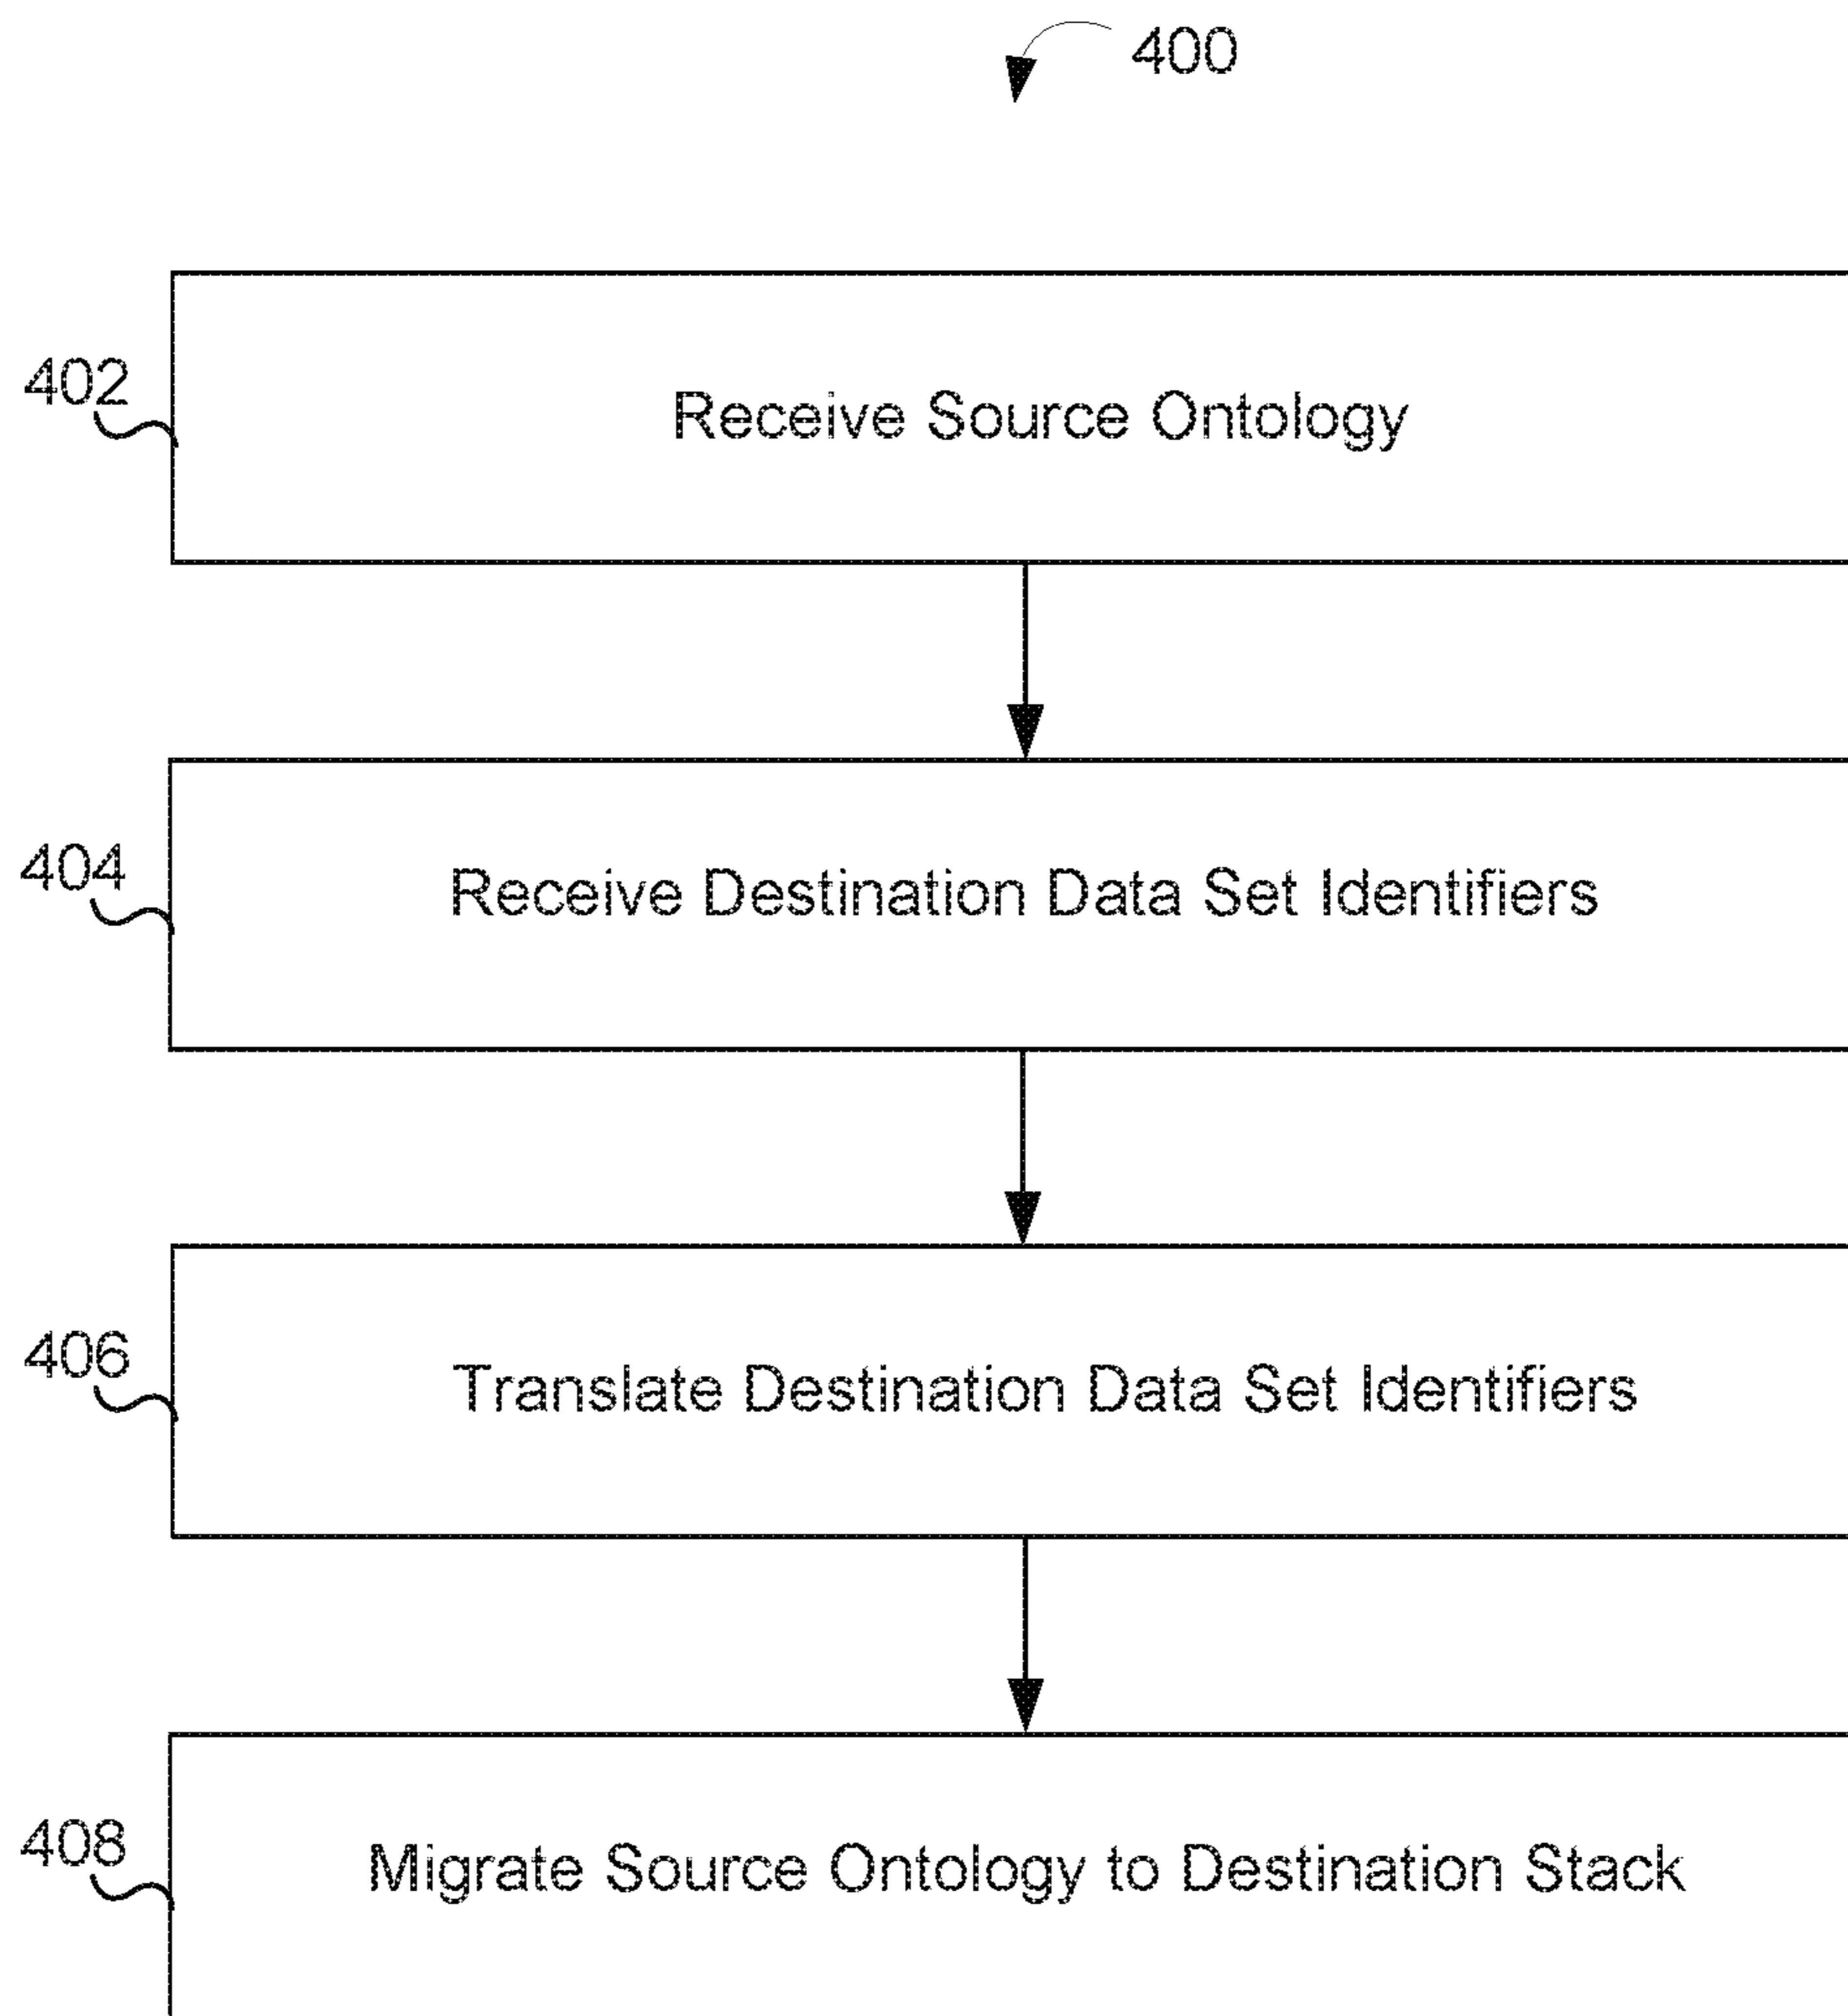 400
402
Receive Source Ontology
404
Receive Destination Data Set Identifiers
406
Translate Destination Data Set Identifiers
408
Migrate Source Ontology to Destination Stack